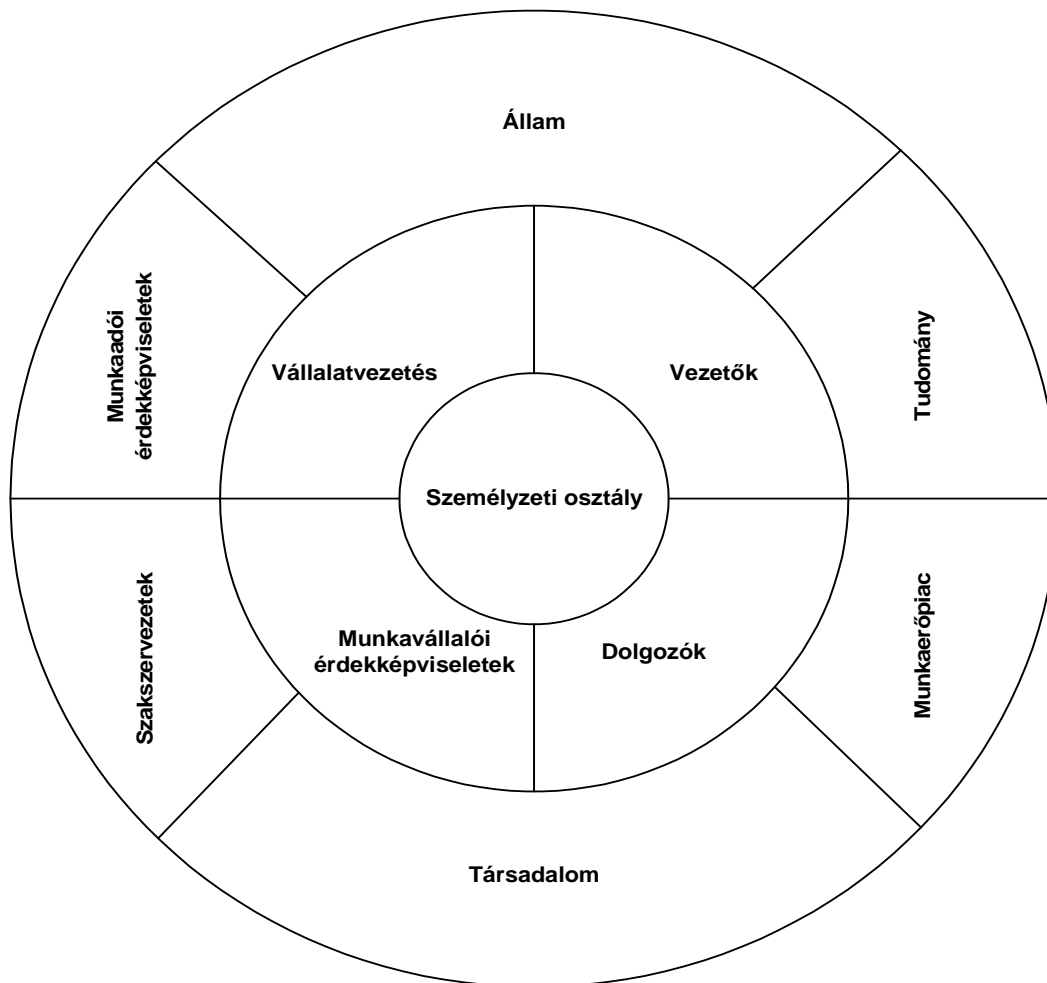 Állam
Munkaadói
érdekképviseletek
Tudomány
Vállalatvezetés
Vezetők
Személyzeti osztály
Szakszervezetek
Munkavállalói
érdekképviseletek
Dolgozók
Munkaerőpiac
Társadalom